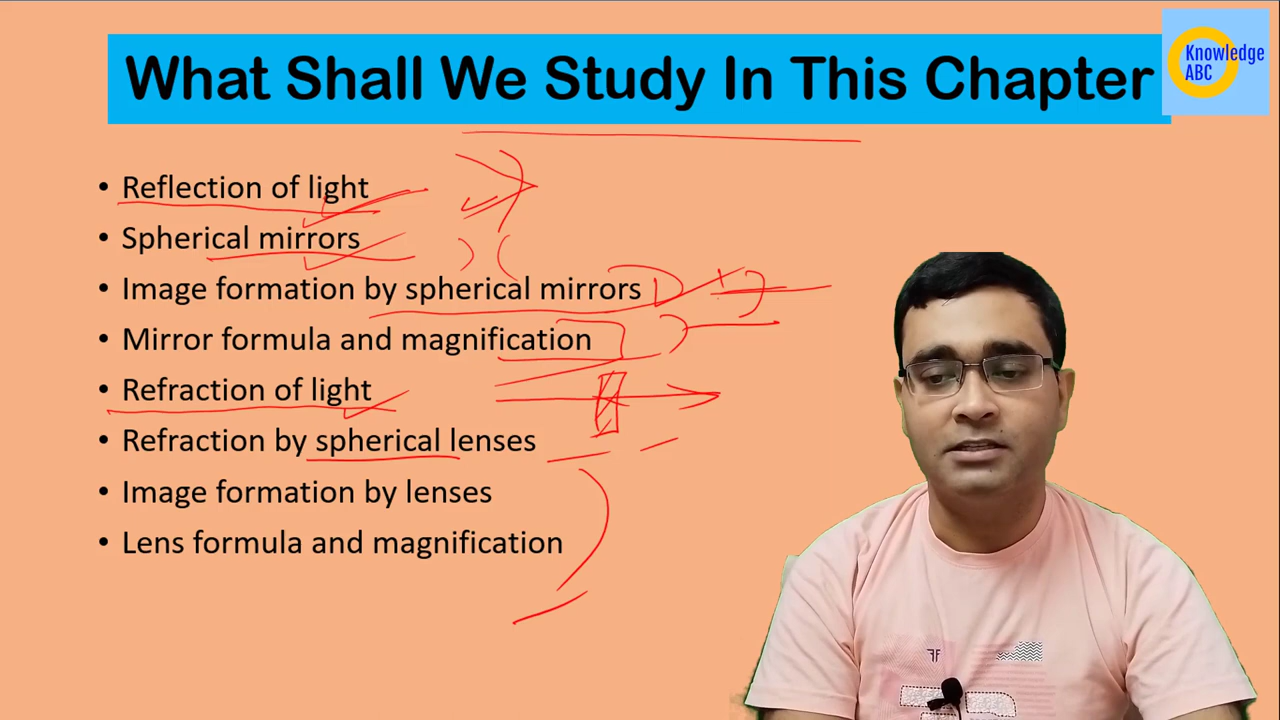 What Shall We Study In This Chapter
Knowledge
ABC
• Reflection of light
• Spherical mirrors
• Image formation by spherical mirrors
• Mirror formula and magnification
• Refraction of light
• Refraction by spherical lenses
• Image formation by lenses
• Lens formula and magnification